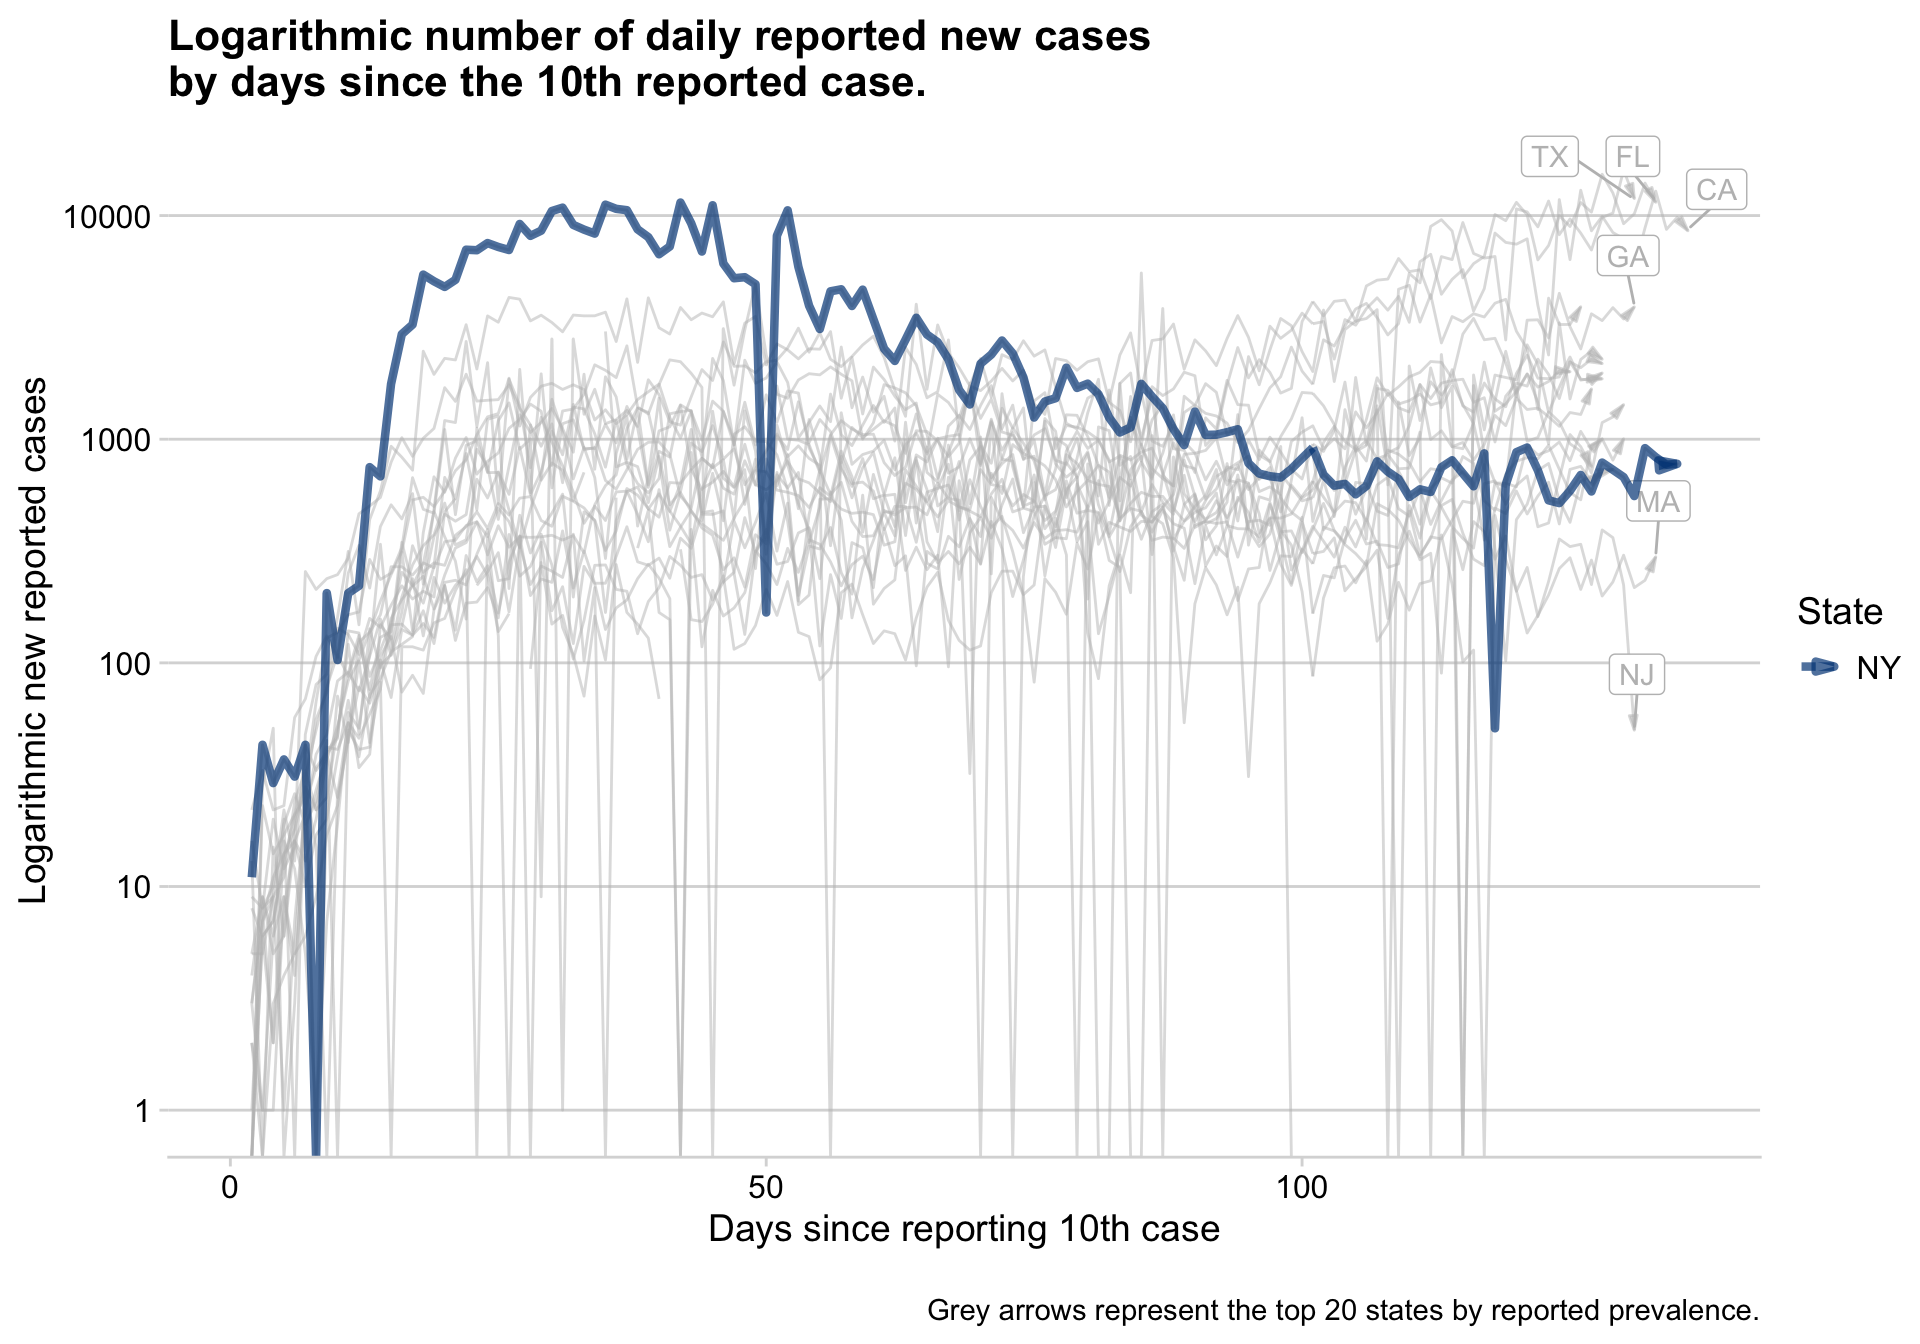 Logarithmic number of daily reported new cases
by days since the 10th reported case.
TX
FL
CA
GA
MA
NJ
Logarithmic new reported cases
10000
1000
100
10
1
0
50
100
Days since reporting 10th case
State
NY
Grey arrows represent the top 20 states by reported prevalence.